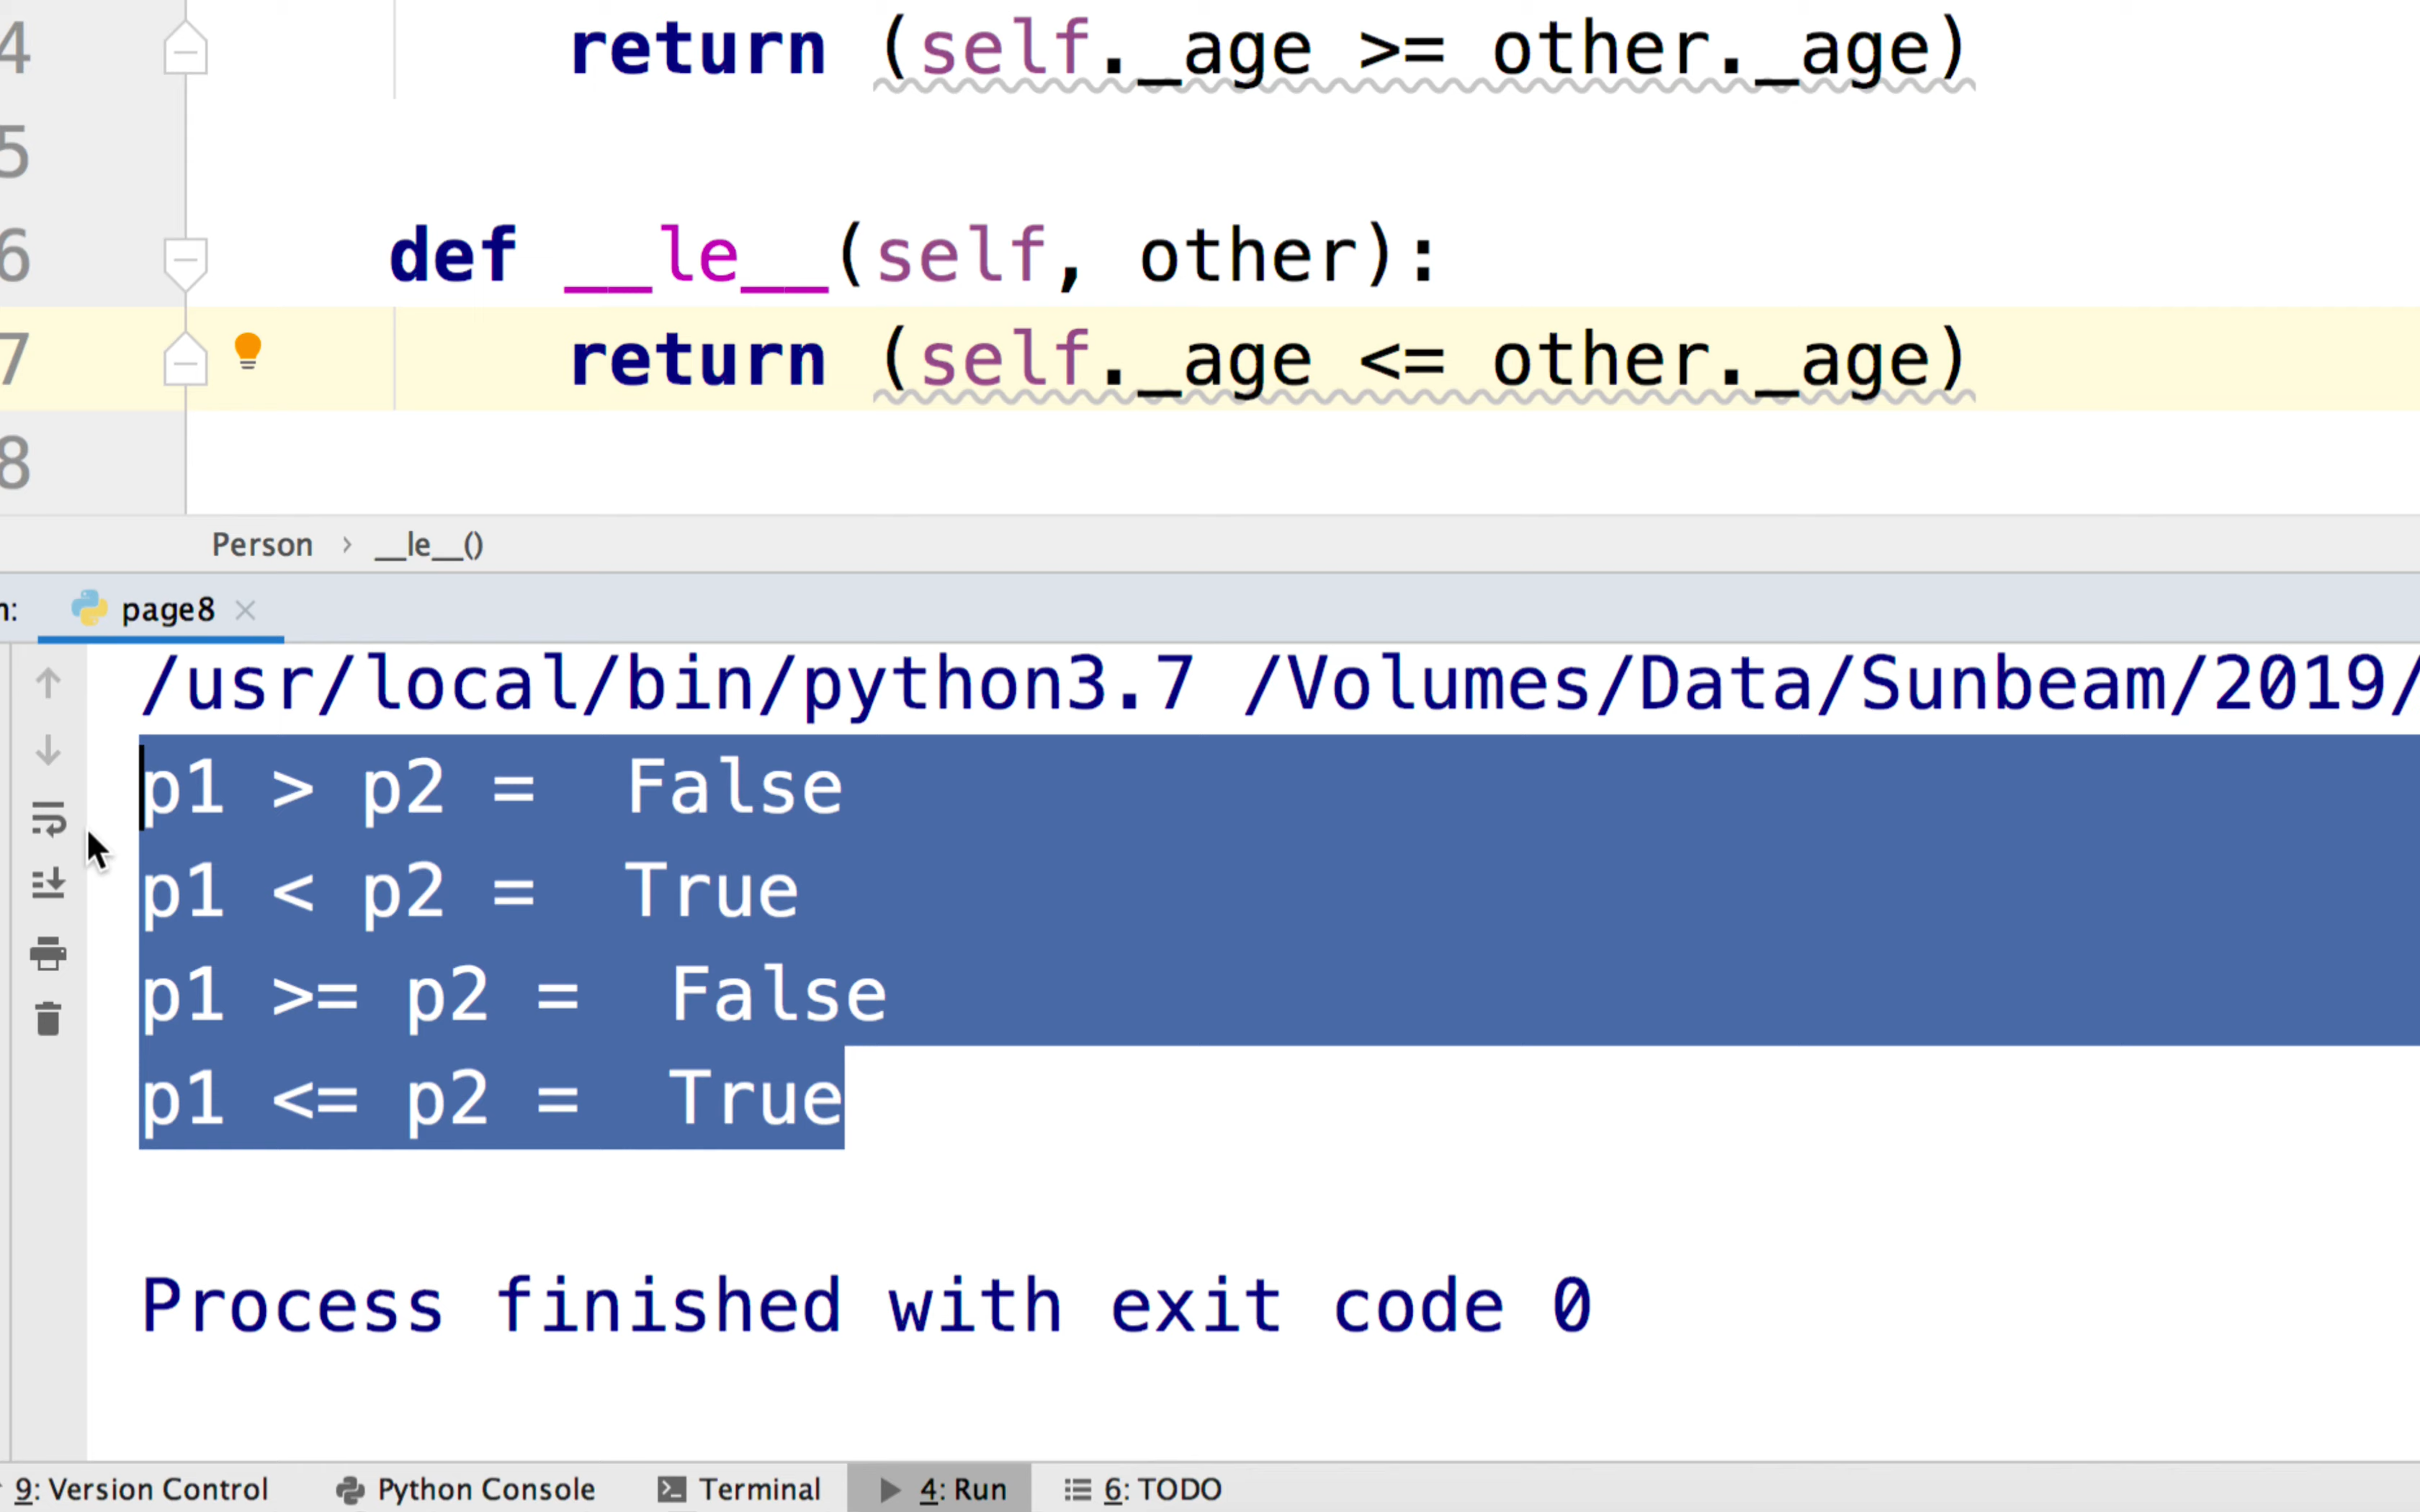 4 return (self._age >= other._age)
5
6 def __le__(self, other):
7 return (self._age <= other._age)
8
Person › __le__()
page8
/usr/local/bin/python3.7 /Volumes/Data/Sunbeam/2019/
p1 > p2 =  False
p1 < p2 =  True
p1 >= p2 =  False
p1 <= p2 =  True
Process finished with exit code 0
9: Version Control Python Console Terminal 4: Run 6: TODO